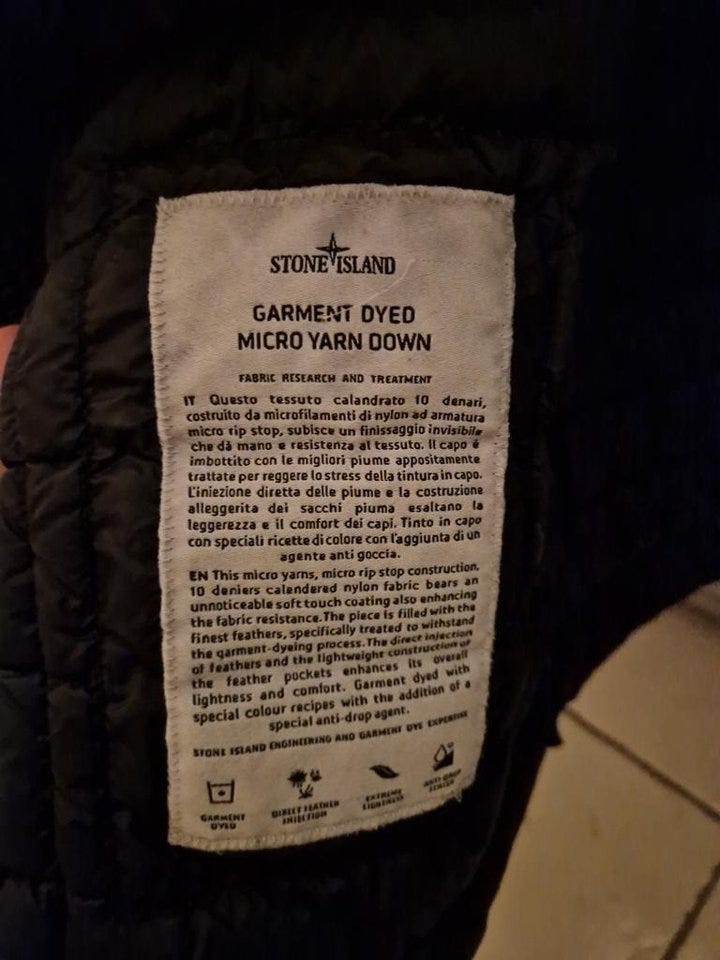 STONE ISLAND
GARMENT DYED
MICRO YARN DOWN
FABRIC RESEARCH AND TREATMENT
IT Questo tessuto calandrato 10 denari,
costruito da microfilamenti di nylon ad armatura
micro rip stop, subisce un finissaggio invisibile
che dà mano e resistenza al tessuto. Il capo è
imbottito con le migliori piume appositamente
trattate per reggere lo stress della tintura in capo.
L'iniezione diretta delle piume e la costruzione
alleggerita dei sacchi piuma esaltano la
leggerezza e il comfort dei capi. Tinto in capo
con speciali ricette di colore con l'aggiunta di un
agente anti goccia.
EN This micro yarns, micro rip stop construction,
10 deniers calendered nylon fabric bears an
unnoticeable soft touch coating also enhancing
the fabric resistance. The piece is filled with the
finest feathers, specifically treated to withstand
the garment-dyeing process. The direct injection
of feathers and the lightweight construction of
the feather pockets enhances its overall
lightness and comfort. Garment dyed with
special colour recipes with the addition of a
special anti-drop agent.
STONE ISLAND ENGINEERING AND GARMENT DYE EXPERTISE
GARMENT
DYED
DIRECT FEATHER
INJECTION
EXTREME
LIGHTNESS
ANTI DROP